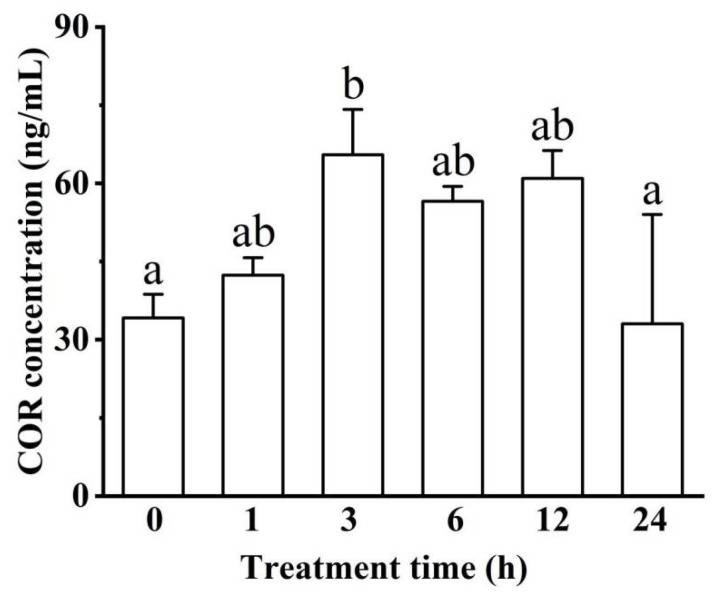 COR concentration (ng/mL)
90
60
30
0
a
ab
b
ab
ab
a
0 1 3 6 12 24
Treatment time (h)